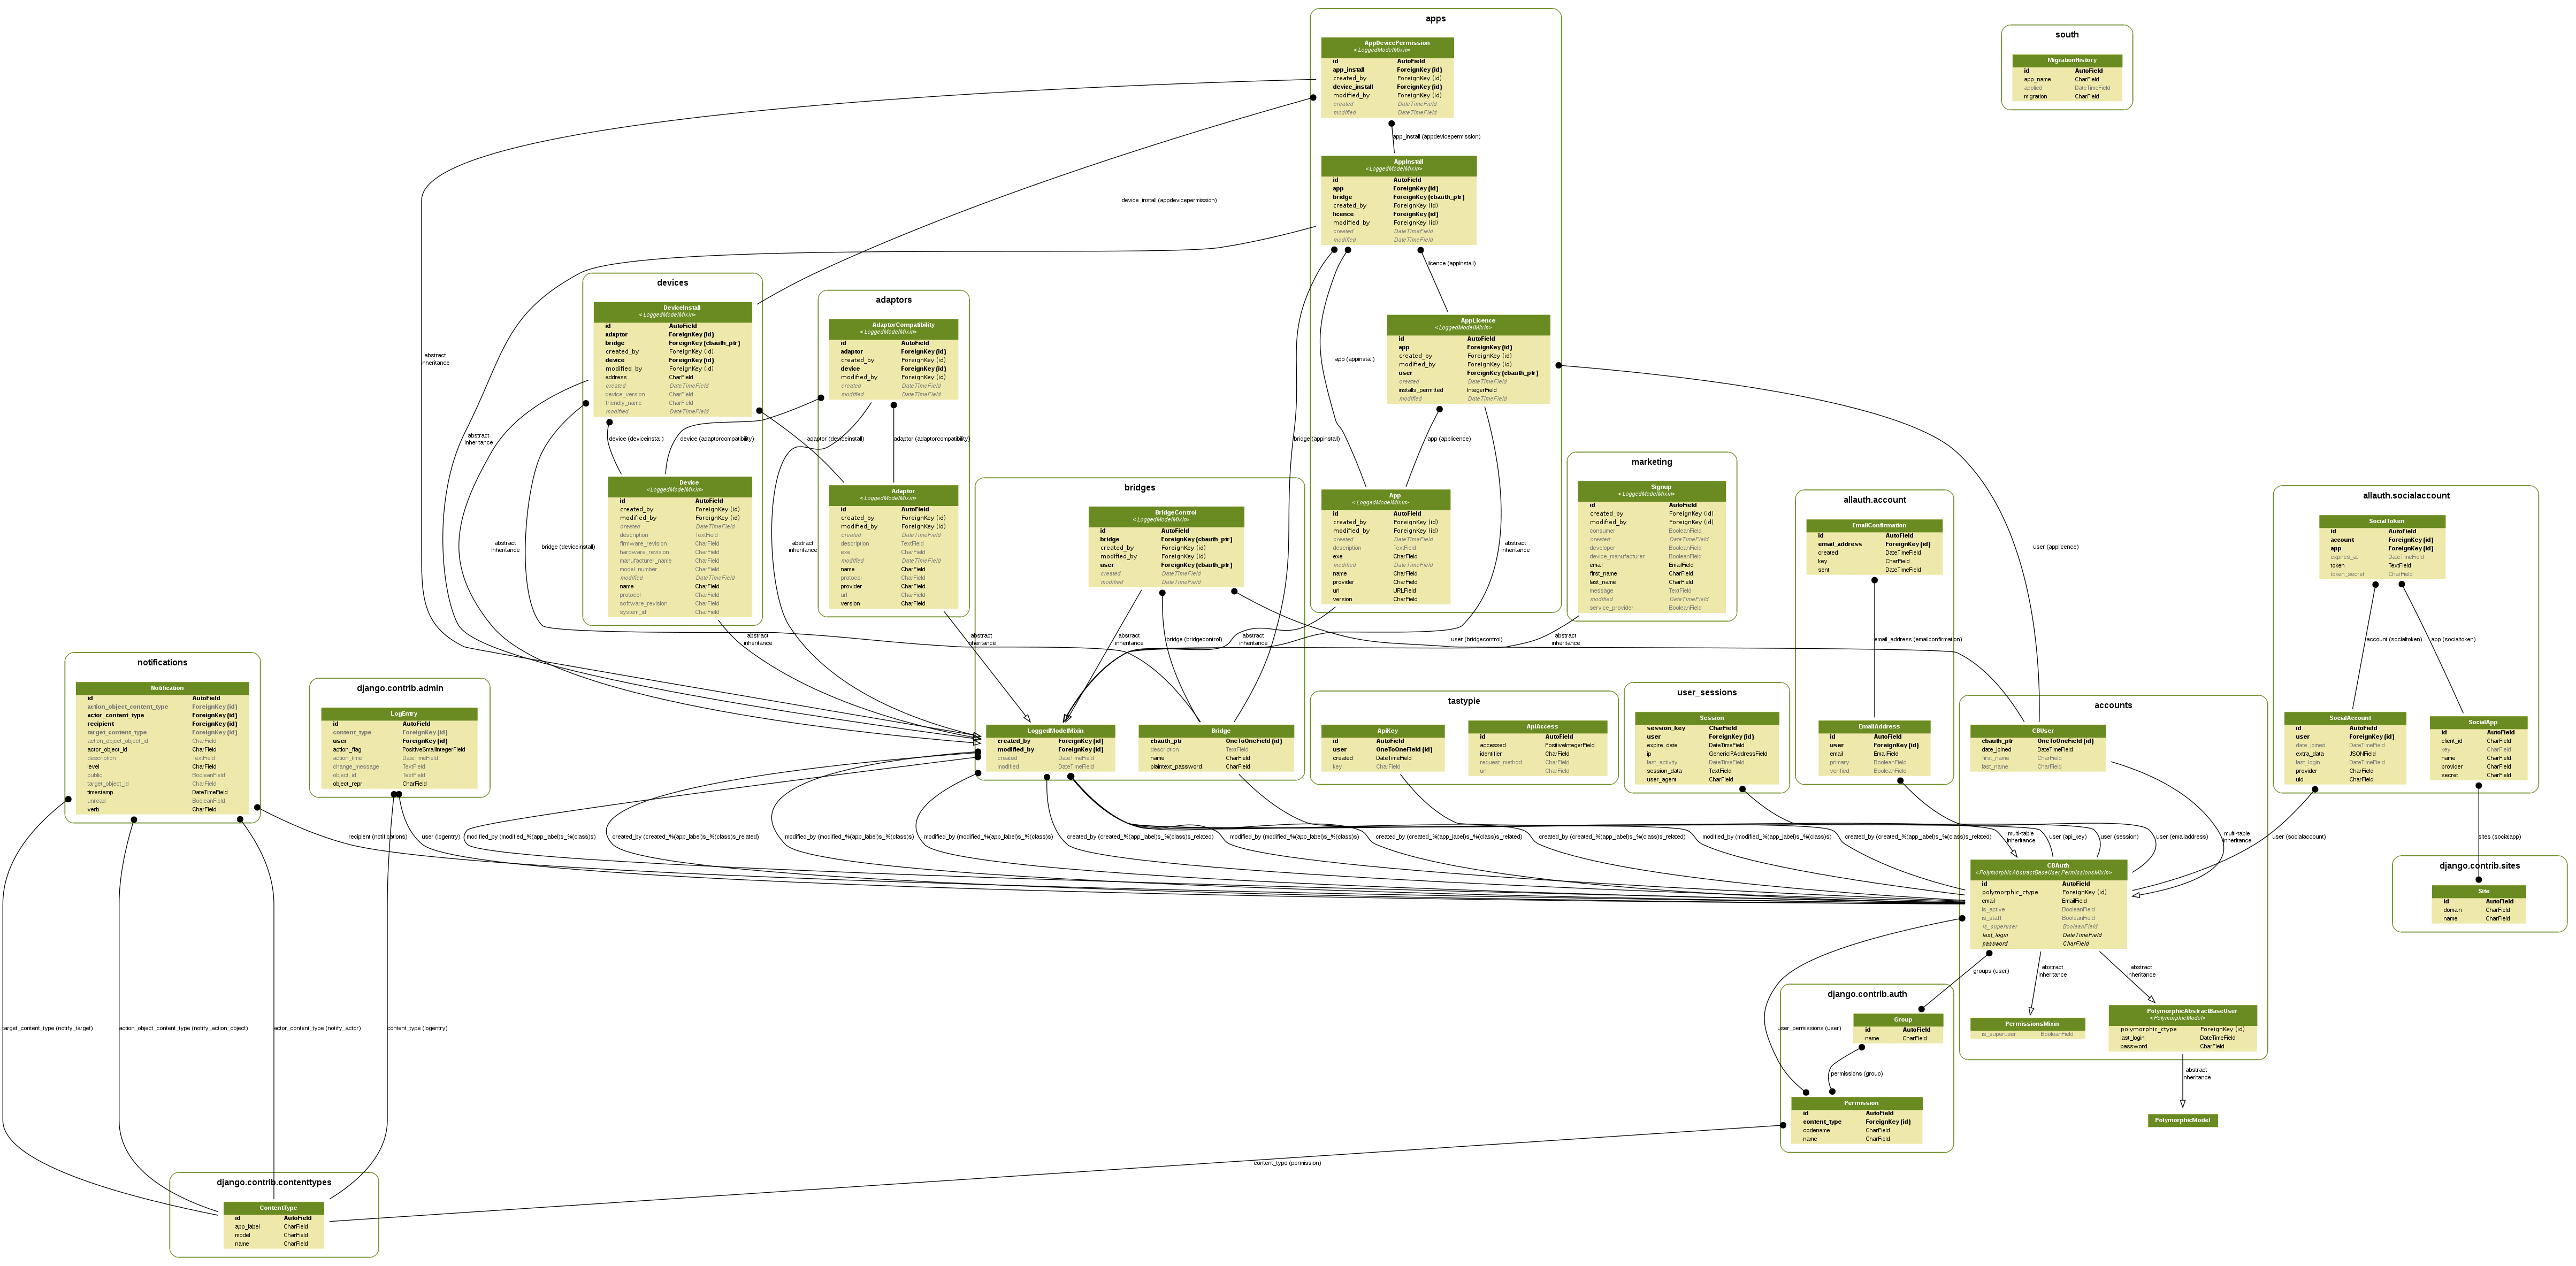 apps
AppDevicePermission
<LoggedModelMixin>
id AutoField
app_install ForeignKey (id)
created_by ForeignKey (id)
device_install ForeignKey (id)
modified_by ForeignKey (id)
created DateTimeField
modified DateTimeField
app_install (appdevicepermission)
AppInstall
<LoggedModelMixin>
id AutoField
app ForeignKey (id)
bridge ForeignKey (cbauth_ptr)
created_by ForeignKey (id)
licence ForeignKey (id)
modified_by ForeignKey (id)
created DateTimeField
modified DateTimeField
licence (appinstall)
AppLicence
<LoggedModelMixin>
id AutoField
app ForeignKey (id)
created_by ForeignKey (id)
modified_by ForeignKey (id)
user ForeignKey (cbauth_ptr)
created DateTimeField
installs_permitted IntegerField
modified DateTimeField
app (appinstall)
app (applicence)
App
<LoggedModelMixin>
id AutoField
created_by ForeignKey (id)
modified_by ForeignKey (id)
created DateTimeField
description TextField
exe CharField
name CharField
provider CharField
url URLField
version CharField
south
MigrationHistory
id AutoField
app_name CharField
applied DateTimeField
migration CharField
device_install (appdevicepermission)
devices
DeviceInstall
<LoggedModelMixin>
id AutoField
adaptor ForeignKey (id)
bridge ForeignKey (cbauth_ptr)
created_by ForeignKey (id)
device ForeignKey (id)
modified_by ForeignKey (id)
address CharField
created DateTimeField
device_version CharField
friendly_name CharField
modified DateTimeField
device (deviceinstall)
device (adaptorcompatibility)
Device
<LoggedModelMixin>
id AutoField
created_by ForeignKey (id)
modified_by ForeignKey (id)
created DateTimeField
description TextField
firmware_revision CharField
hardware_revision CharField
manufacturer_name CharField
model_number CharField
modified DateTimeField
name CharField
protocol CharField
software_revision CharField
system_id CharField
adaptors
AdaptorCompatibility
<LoggedModelMixin>
id AutoField
adaptor ForeignKey (id)
created_by ForeignKey (id)
device ForeignKey (id)
modified_by ForeignKey (id)
created DateTimeField
modified DateTimeField
adaptor (deviceinstall)
adaptor (adaptorcompatibility)
Adaptor
<LoggedModelMixin>
id AutoField
created_by ForeignKey (id)
modified_by ForeignKey (id)
created DateTimeField
description TextField
exe CharField
modified DateTimeField
name CharField
protocol CharField
provider CharField
url CharField
version CharField
abstract
inheritance
abstract
inheritance
abstract
inheritance
bridge (deviceinstall)
abstract
inheritance
bridge (appinstall)
abstract
inheritance
user (applicence)
bridges
BridgeControl
<LoggedModelMixin>
id AutoField
bridge ForeignKey (cbauth_ptr)
created_by ForeignKey (id)
modified_by ForeignKey (id)
user ForeignKey (cbauth_ptr)
created DateTimeField
modified DateTimeField
abstract
inheritance
abstract
inheritance
abstract
inheritance
bridge (bridgecontrol)
abstract
inheritance
user (bridgecontrol)
abstract
inheritance
LoggedModelMixin
created_by ForeignKey (id)
modified_by ForeignKey (id)
created DateTimeField
modified DateTimeField
Bridge
cbauth_ptr OneToOneField (id)
description TextField
name CharField
plaintext_password CharField
marketing
Signup
<LoggedModelMixin>
id AutoField
created_by ForeignKey (id)
modified_by ForeignKey (id)
consumer BooleanField
created DateTimeField
developer BooleanField
device_manufacturer BooleanField
email EmailField
first_name CharField
last_name CharField
message TextField
modified DateTimeField
service_provider BooleanField
allauth.account
EmailConfirmation
id AutoField
email_address ForeignKey (id)
created DateTimeField
key CharField
sent DateTimeField
email_address (emailconfirmation)
EmailAddress
id AutoField
user ForeignKey (id)
email EmailField
primary BooleanField
verified BooleanField
allauth.socialaccount
SocialToken
id AutoField
account ForeignKey (id)
app ForeignKey (id)
expires_at DateTimeField
token TextField
token_secret CharField
account (socialtoken)
app (socialtoken)
SocialAccount
id AutoField
user ForeignKey (id)
date_joined DateTimeField
extra_data JSONField
last_login DateTimeField
provider CharField
uid CharField
SocialApp
id AutoField
client_id CharField
key CharField
name CharField
provider CharField
secret CharField
notifications
Notification
id AutoField
action_object_content_type ForeignKey (id)
actor_content_type ForeignKey (id)
recipient ForeignKey (id)
target_content_type ForeignKey (id)
action_object_object_id CharField
actor_object_id CharField
description TextField
level CharField
public BooleanField
target_object_id CharField
timestamp DateTimeField
unread BooleanField
verb CharField
django.contrib.admin
LogEntry
id AutoField
content_type ForeignKey (id)
user ForeignKey (id)
action_flag PositiveSmallIntegerField
action_time DateTimeField
change_message TextField
object_id TextField
object_repr CharField
tastypie
ApiKey
id AutoField
user OneToOneField (id)
created DateTimeField
key CharField
ApiAccess
id AutoField
accessed PositiveIntegerField
identifier CharField
request_method CharField
url CharField
user_sessions
Session
session_key CharField
user ForeignKey (id)
expire_date DateTimeField
ip GenericIPAddressField
last_activity DateTimeField
session_data TextField
user_agent CharField
accounts
CBUser
cbauth_ptr OneToOneField (id)
date_joined DateTimeField
first_name CharField
last_name CharField
recipient (notifications)
user (logentry)
modified_by (modified_%(app_label)s_%(class)s)
created_by (created_%(app_label)s_%(class)s_related)
modified_by (modified_%(app_label)s_%(class)s)
modified_by (modified_%(app_label)s_%(class)s)
created_by (created_%(app_label)s_%(class)s_related)
modified_by (modified_%(app_label)s_%(class)s)
created_by (created_%(app_label)s_%(class)s_related)
created_by (created_%(app_label)s_%(class)s_related)
modified_by (modified_%(app_label)s_%(class)s)
created_by (created_%(app_label)s_%(class)s_related)
multi-table
inheritance
user (api_key)
user (session)
user (emailaddress)
multi-table
inheritance
user (socialaccount)
sites (socialapp)
CBAuth
<PolymorphicAbstractBaseUser,PermissionsMixin>
id AutoField
polymorphic_ctype ForeignKey (id)
email EmailField
is_active BooleanField
is_staff BooleanField
is_superuser BooleanField
last_login DateTimeField
password CharField
django.contrib.sites
Site
id AutoField
domain CharField
name CharField
groups (user)
abstract
inheritance
abstract
inheritance
PermissionsMixin
is_superuser BooleanField
PolymorphicAbstractBaseUser
<PolymorphicModel>
polymorphic_ctype ForeignKey (id)
last_login DateTimeField
password CharField
abstract
inheritance
PolymorphicModel
django.contrib.auth
Group
id AutoField
name CharField
user_permissions (user)
permissions (group)
Permission
id AutoField
content_type ForeignKey (id)
codename CharField
name CharField
target_content_type (notify_target)
action_object_content_type (notify_action_object)
actor_content_type (notify_actor)
content_type (logentry)
content_type (permission)
django.contrib.contenttypes
ContentType
id AutoField
app_label CharField
model CharField
name CharField